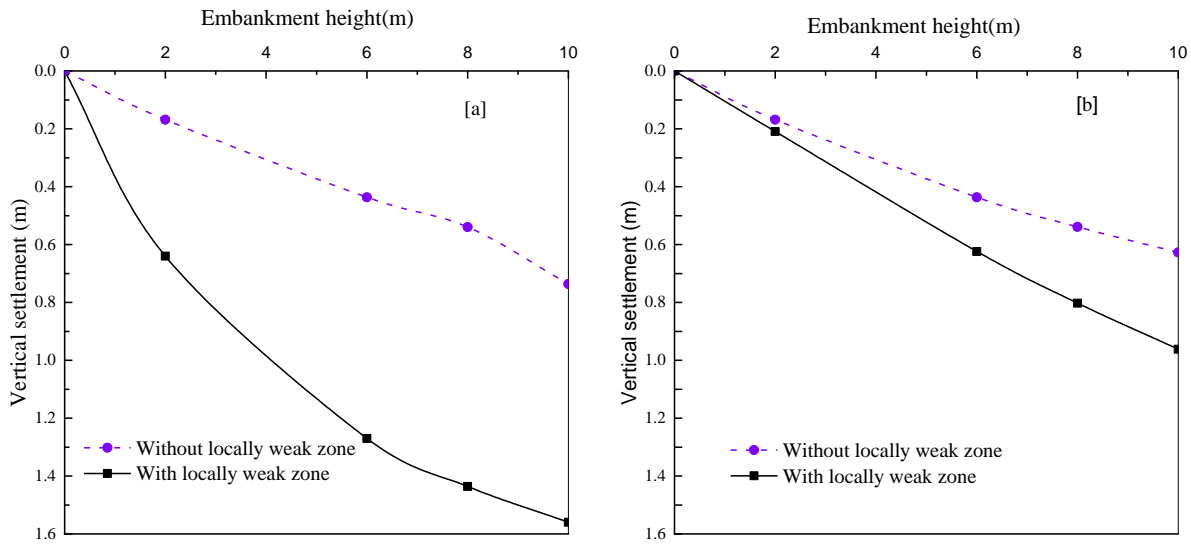 Embankment height(m)
0 2 4 6 8 10
0.0
0.2
0.4
0.6
0.8
1.0
1.2
1.4
1.6
Vertical settlement (m)
[a]
Without locally weak zone
With locally weak zone
Embankment height(m)
0 2 4 6 8 10
0.0
0.2
0.4
0.6
0.8
1.0
1.2
1.4
1.6
Vertical settlement (m)
[b]
Without locally weak zone
With locally weak zone